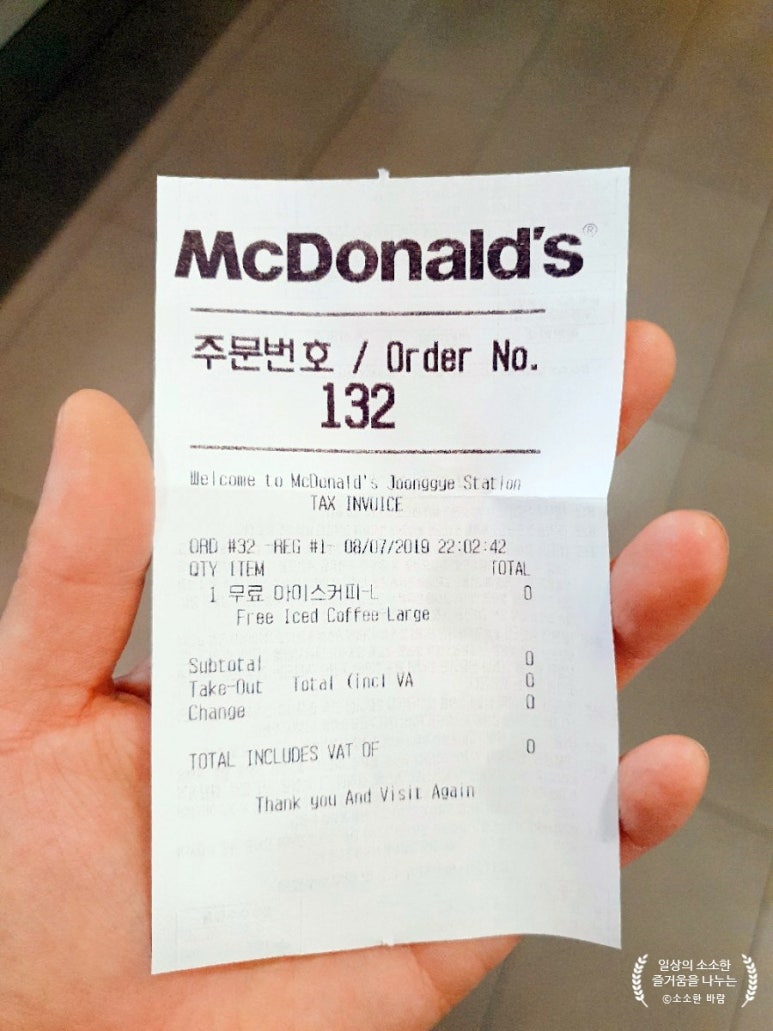 McDonald's®
주문번호 / Order No.
132
Welcome to McDonald's Joonggye Station
TAX INVOICE
ORD #32 -REG #1- 08/07/2019 22:02:42
QTY ITEM TOTAL
1 무료 아이스커피-L 0
Free Iced Coffee-Large
Subtotal 0
Take-Out Total (incl VA 0
Change 0
TOTAL INCLUDES VAT OF 0
Thank you And Visit Again
일상의 소소한
즐거움을 나누는
©소소한 바람